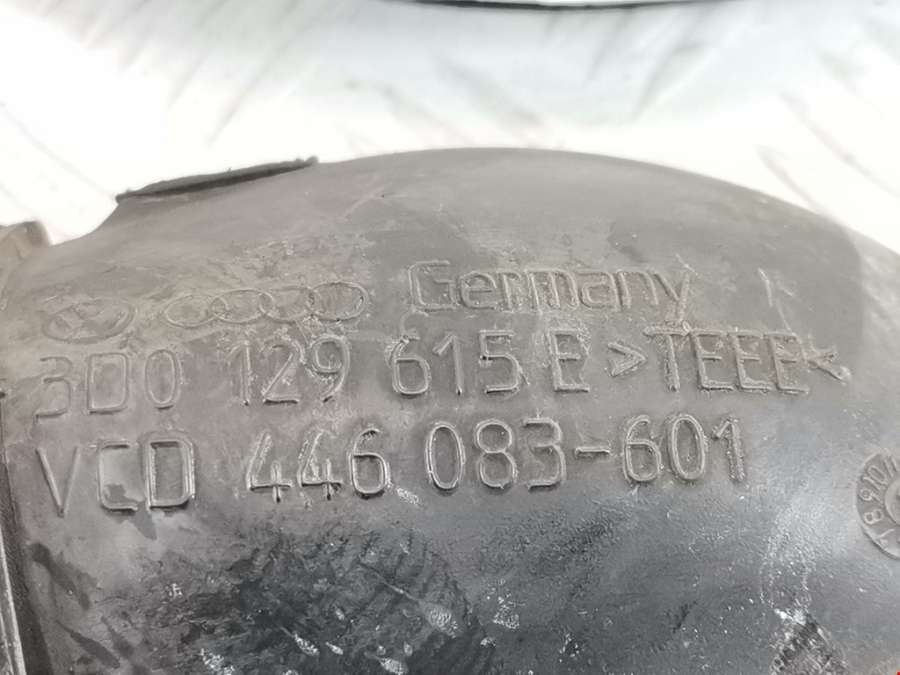 Germany
3D0 129 615 E >TEEE<
VCD 446 083-601